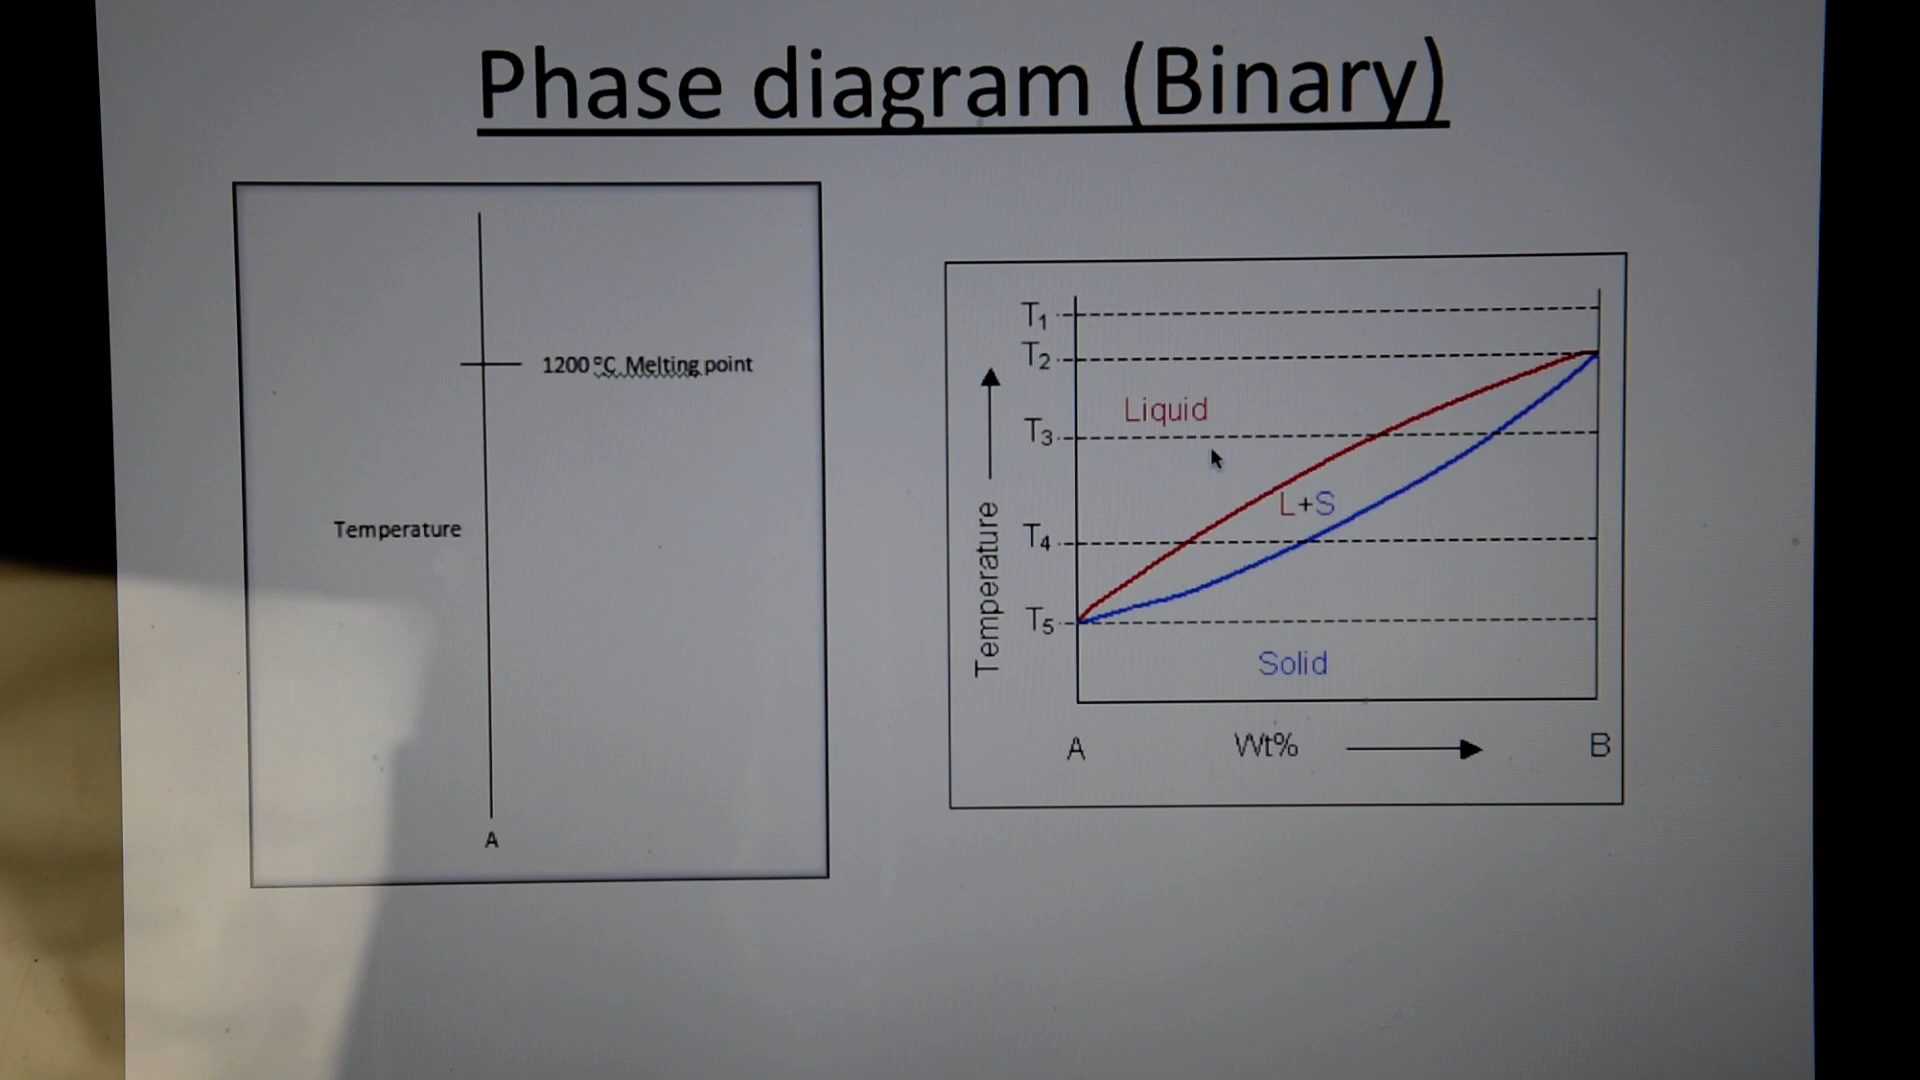 Phase diagram (Binary)
1200 °C Melting point
Temperature
A
T1
T2
Liquid
T3
L+S
T4
T5
Solid
Temperature
A Wt% B